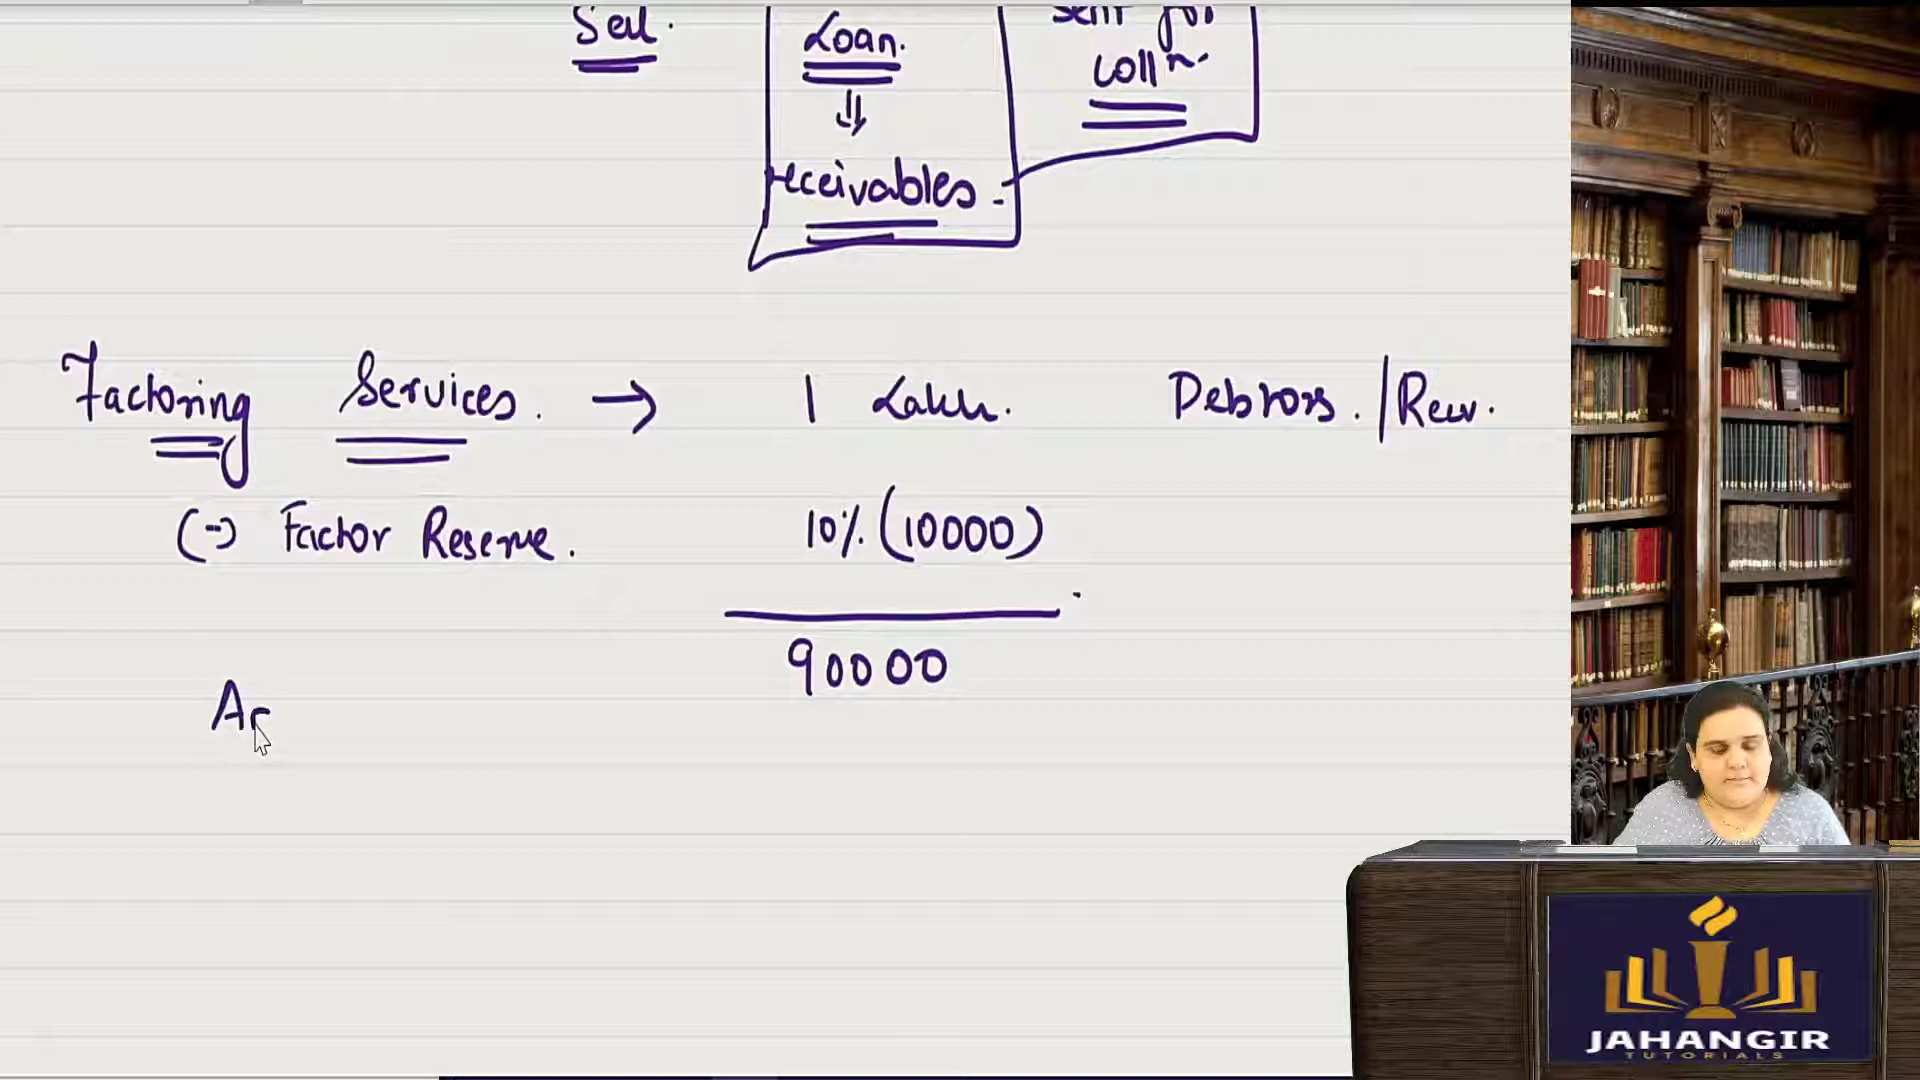 Sell.
Loan.
sent for
colln.
receivables.
Factoring Services. → 1 Lakh. Debtors. / Recv.
(-) Factor Reserve. 10% (10000)
90000
A
JAHANGIR
TUTORIALS